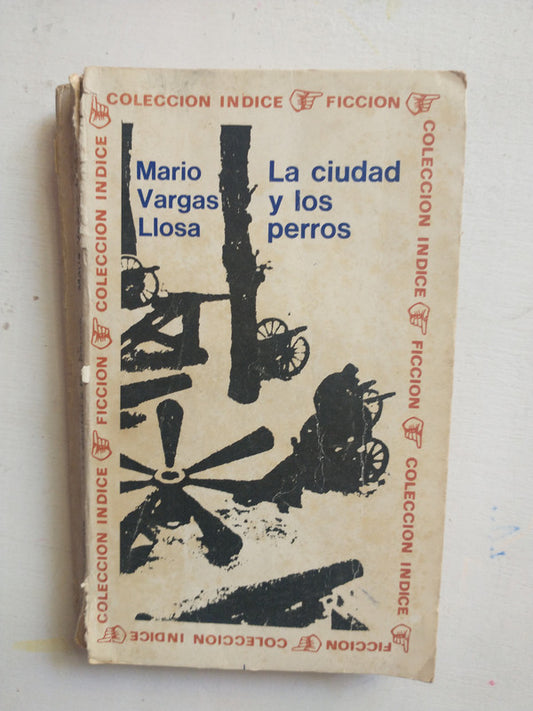 COLECCION INDICE FICCION
COLECCION INDICE FICCION COLECCION INDICE
COLECCION INDICE FICCION COLECCION INDICE
FICCION COLECCION INDICE
Mario
Vargas
Llosa
La ciudad
y los
perros